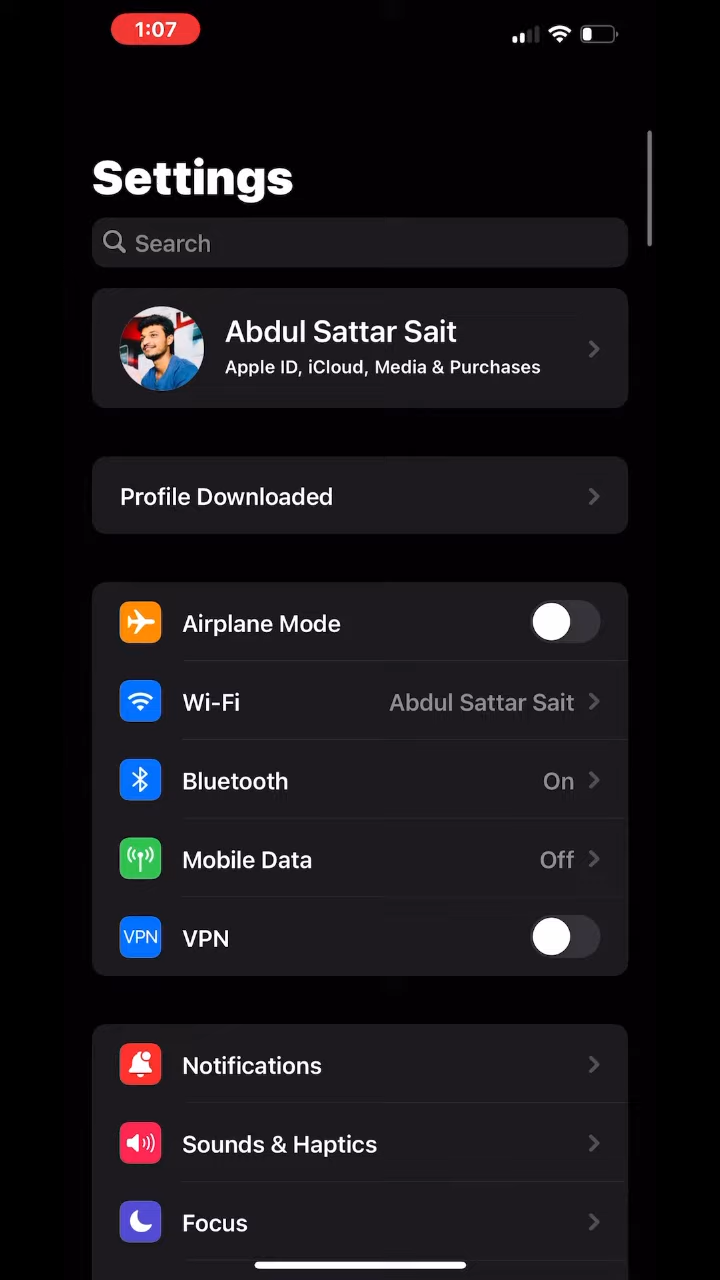 1:07
Settings
Search
Abdul Sattar Sait
Apple ID, iCloud, Media & Purchases
Profile Downloaded
Airplane Mode
Wi-Fi Abdul Sattar Sait
Bluetooth On
Mobile Data Off
VPN VPN
Notifications
Sounds & Haptics
Focus